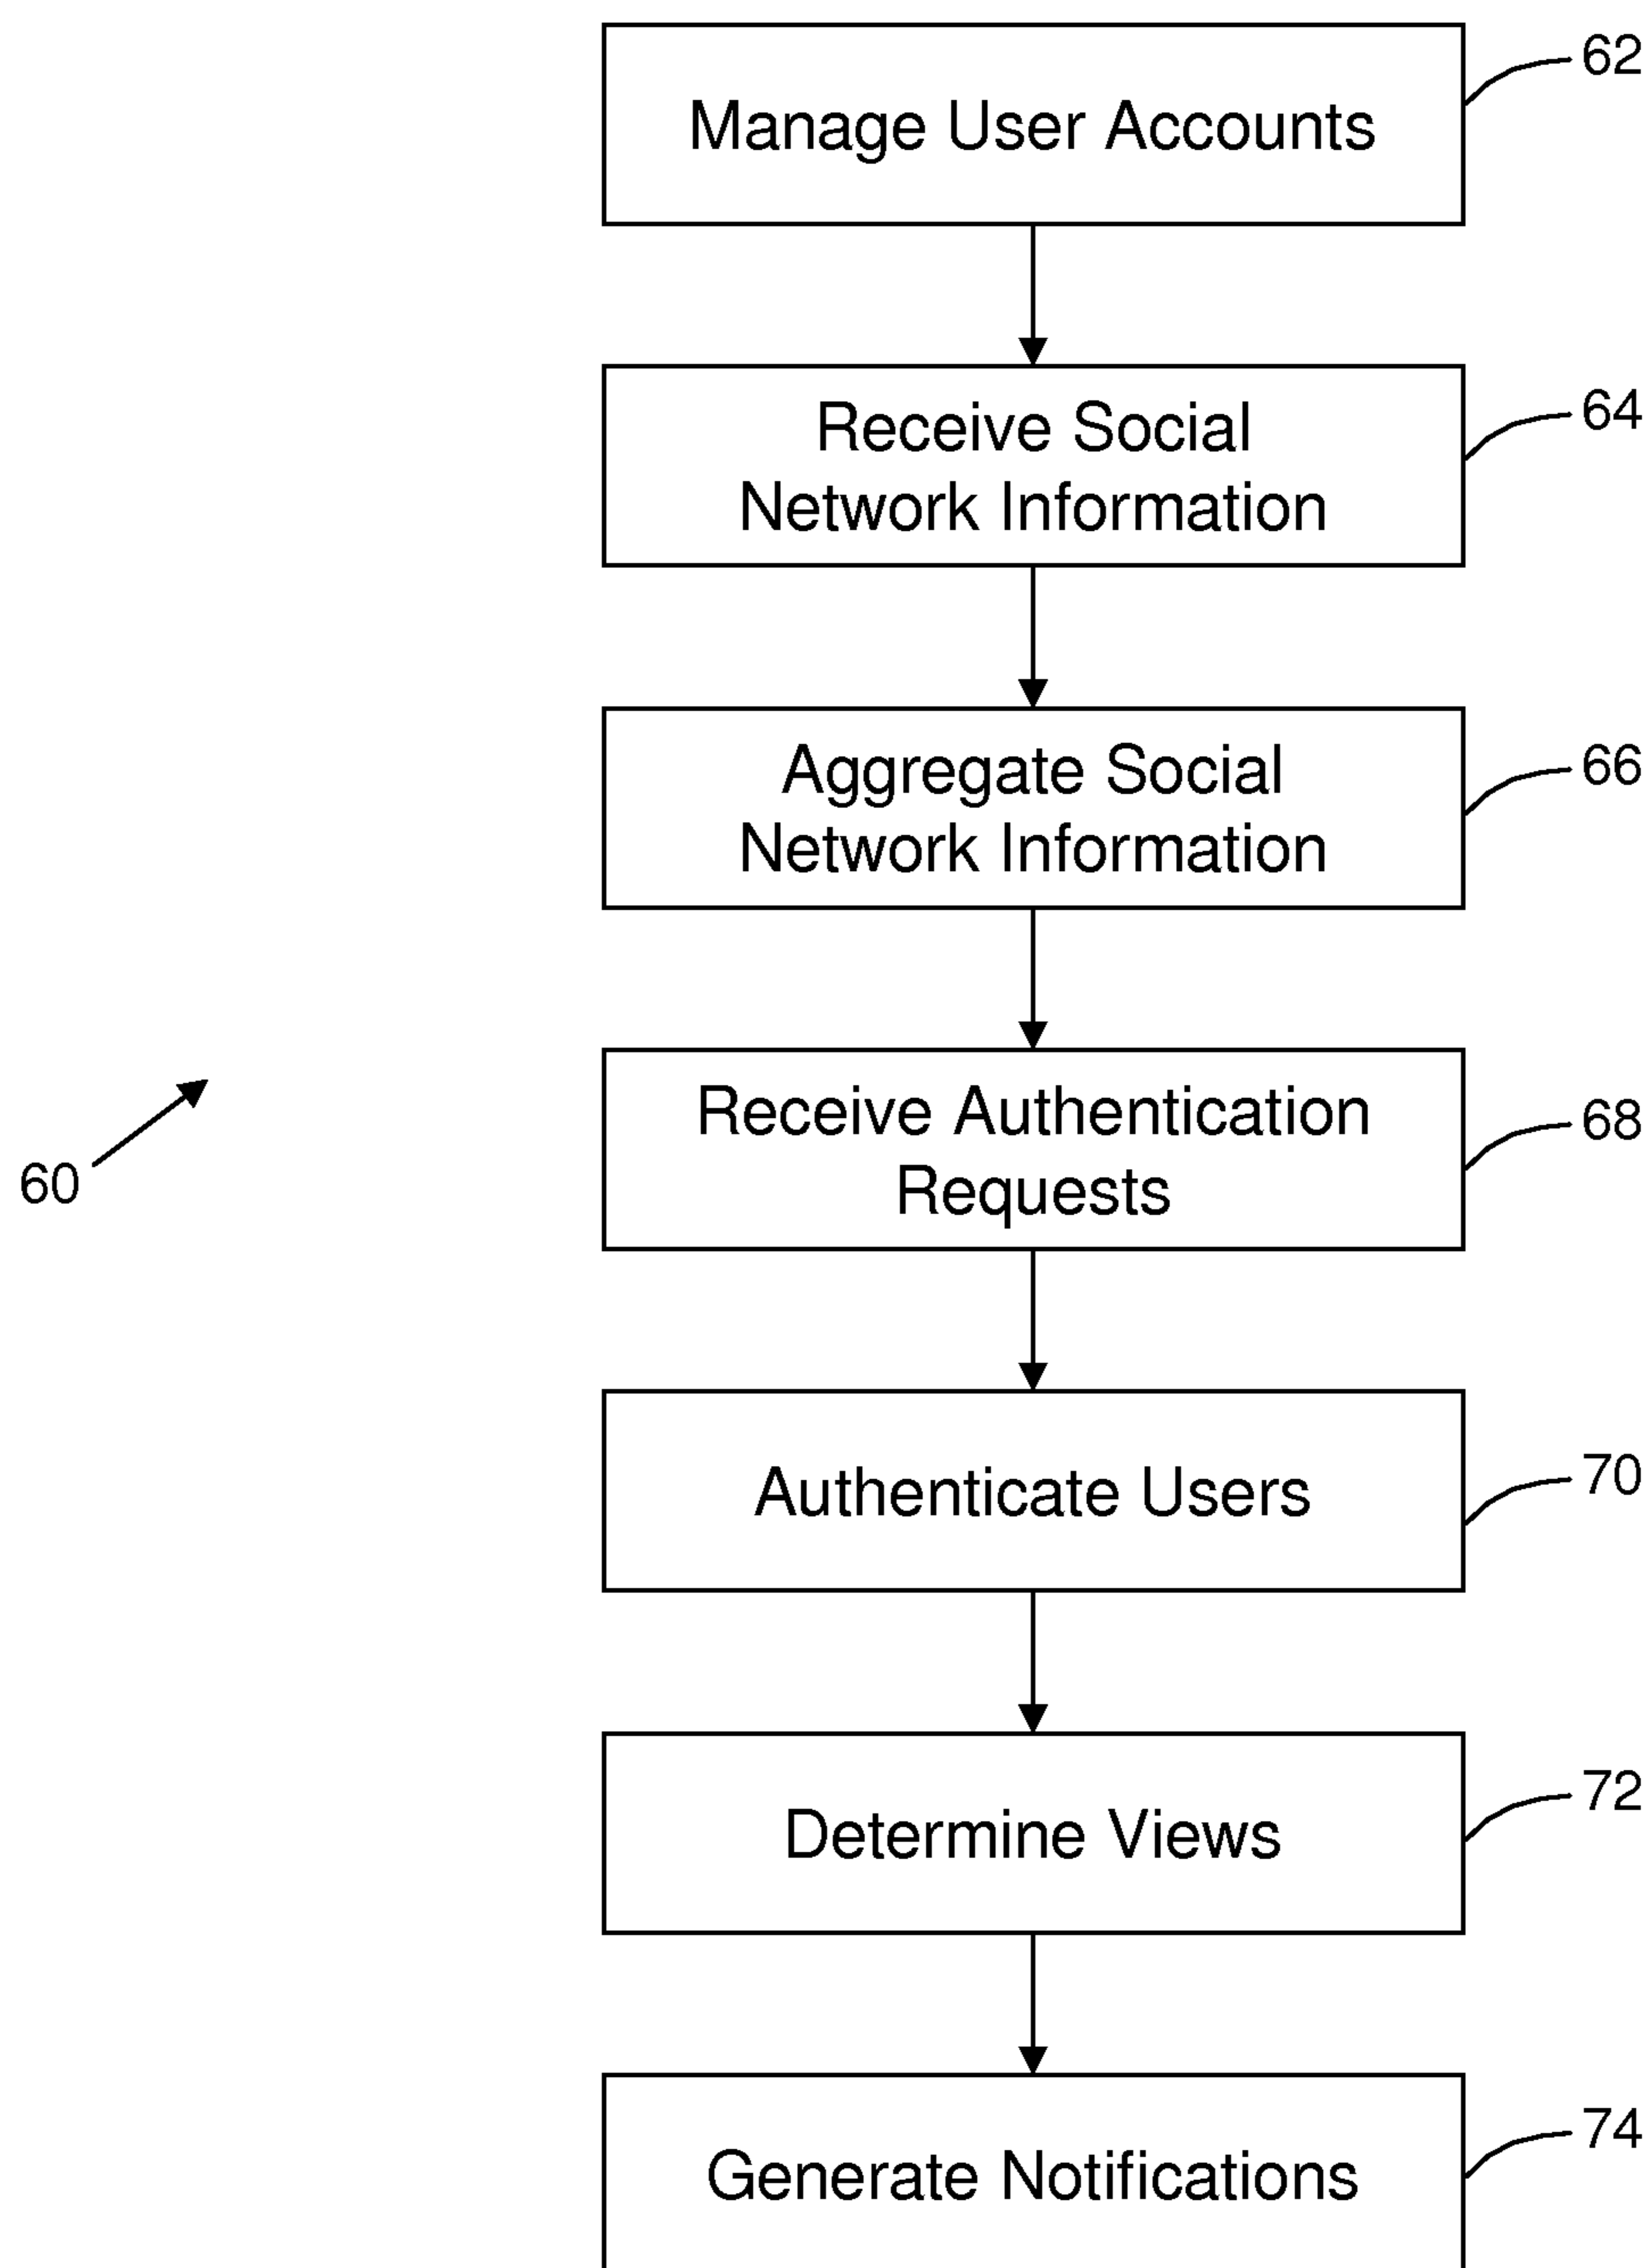 Manage User Accounts
62
Receive Social
Network Information
64
Aggregate Social
Network Information
66
Receive Authentication
Requests
68
60
Authenticate Users
70
Determine Views
72
Generate Notifications
74